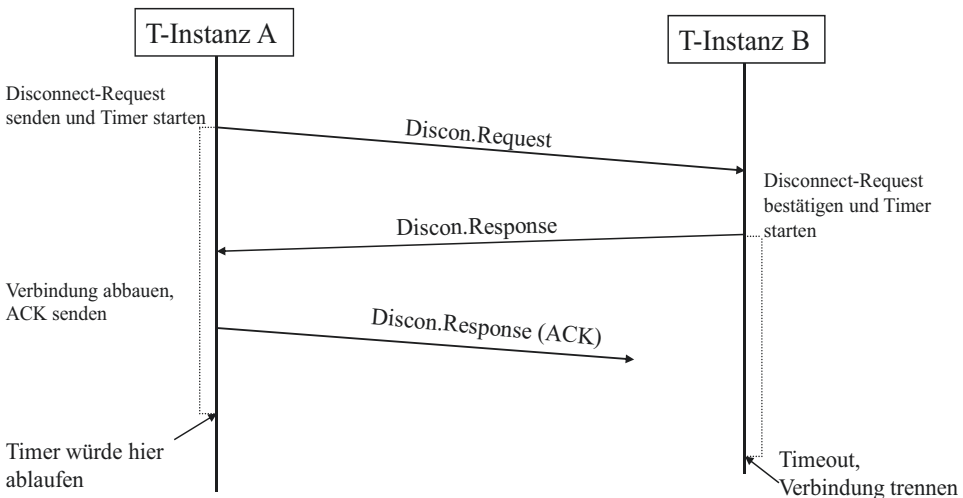 T-Instanz A
T-Instanz B
Disconnect-Request
senden und Timer starten
Discon.Request
Disconnect-Request
bestätigen und Timer
starten
Discon.Response
Verbindung abbauen,
ACK senden
Discon.Response (ACK)
Timer würde hier
ablaufen
Timeout,
Verbindung trennen